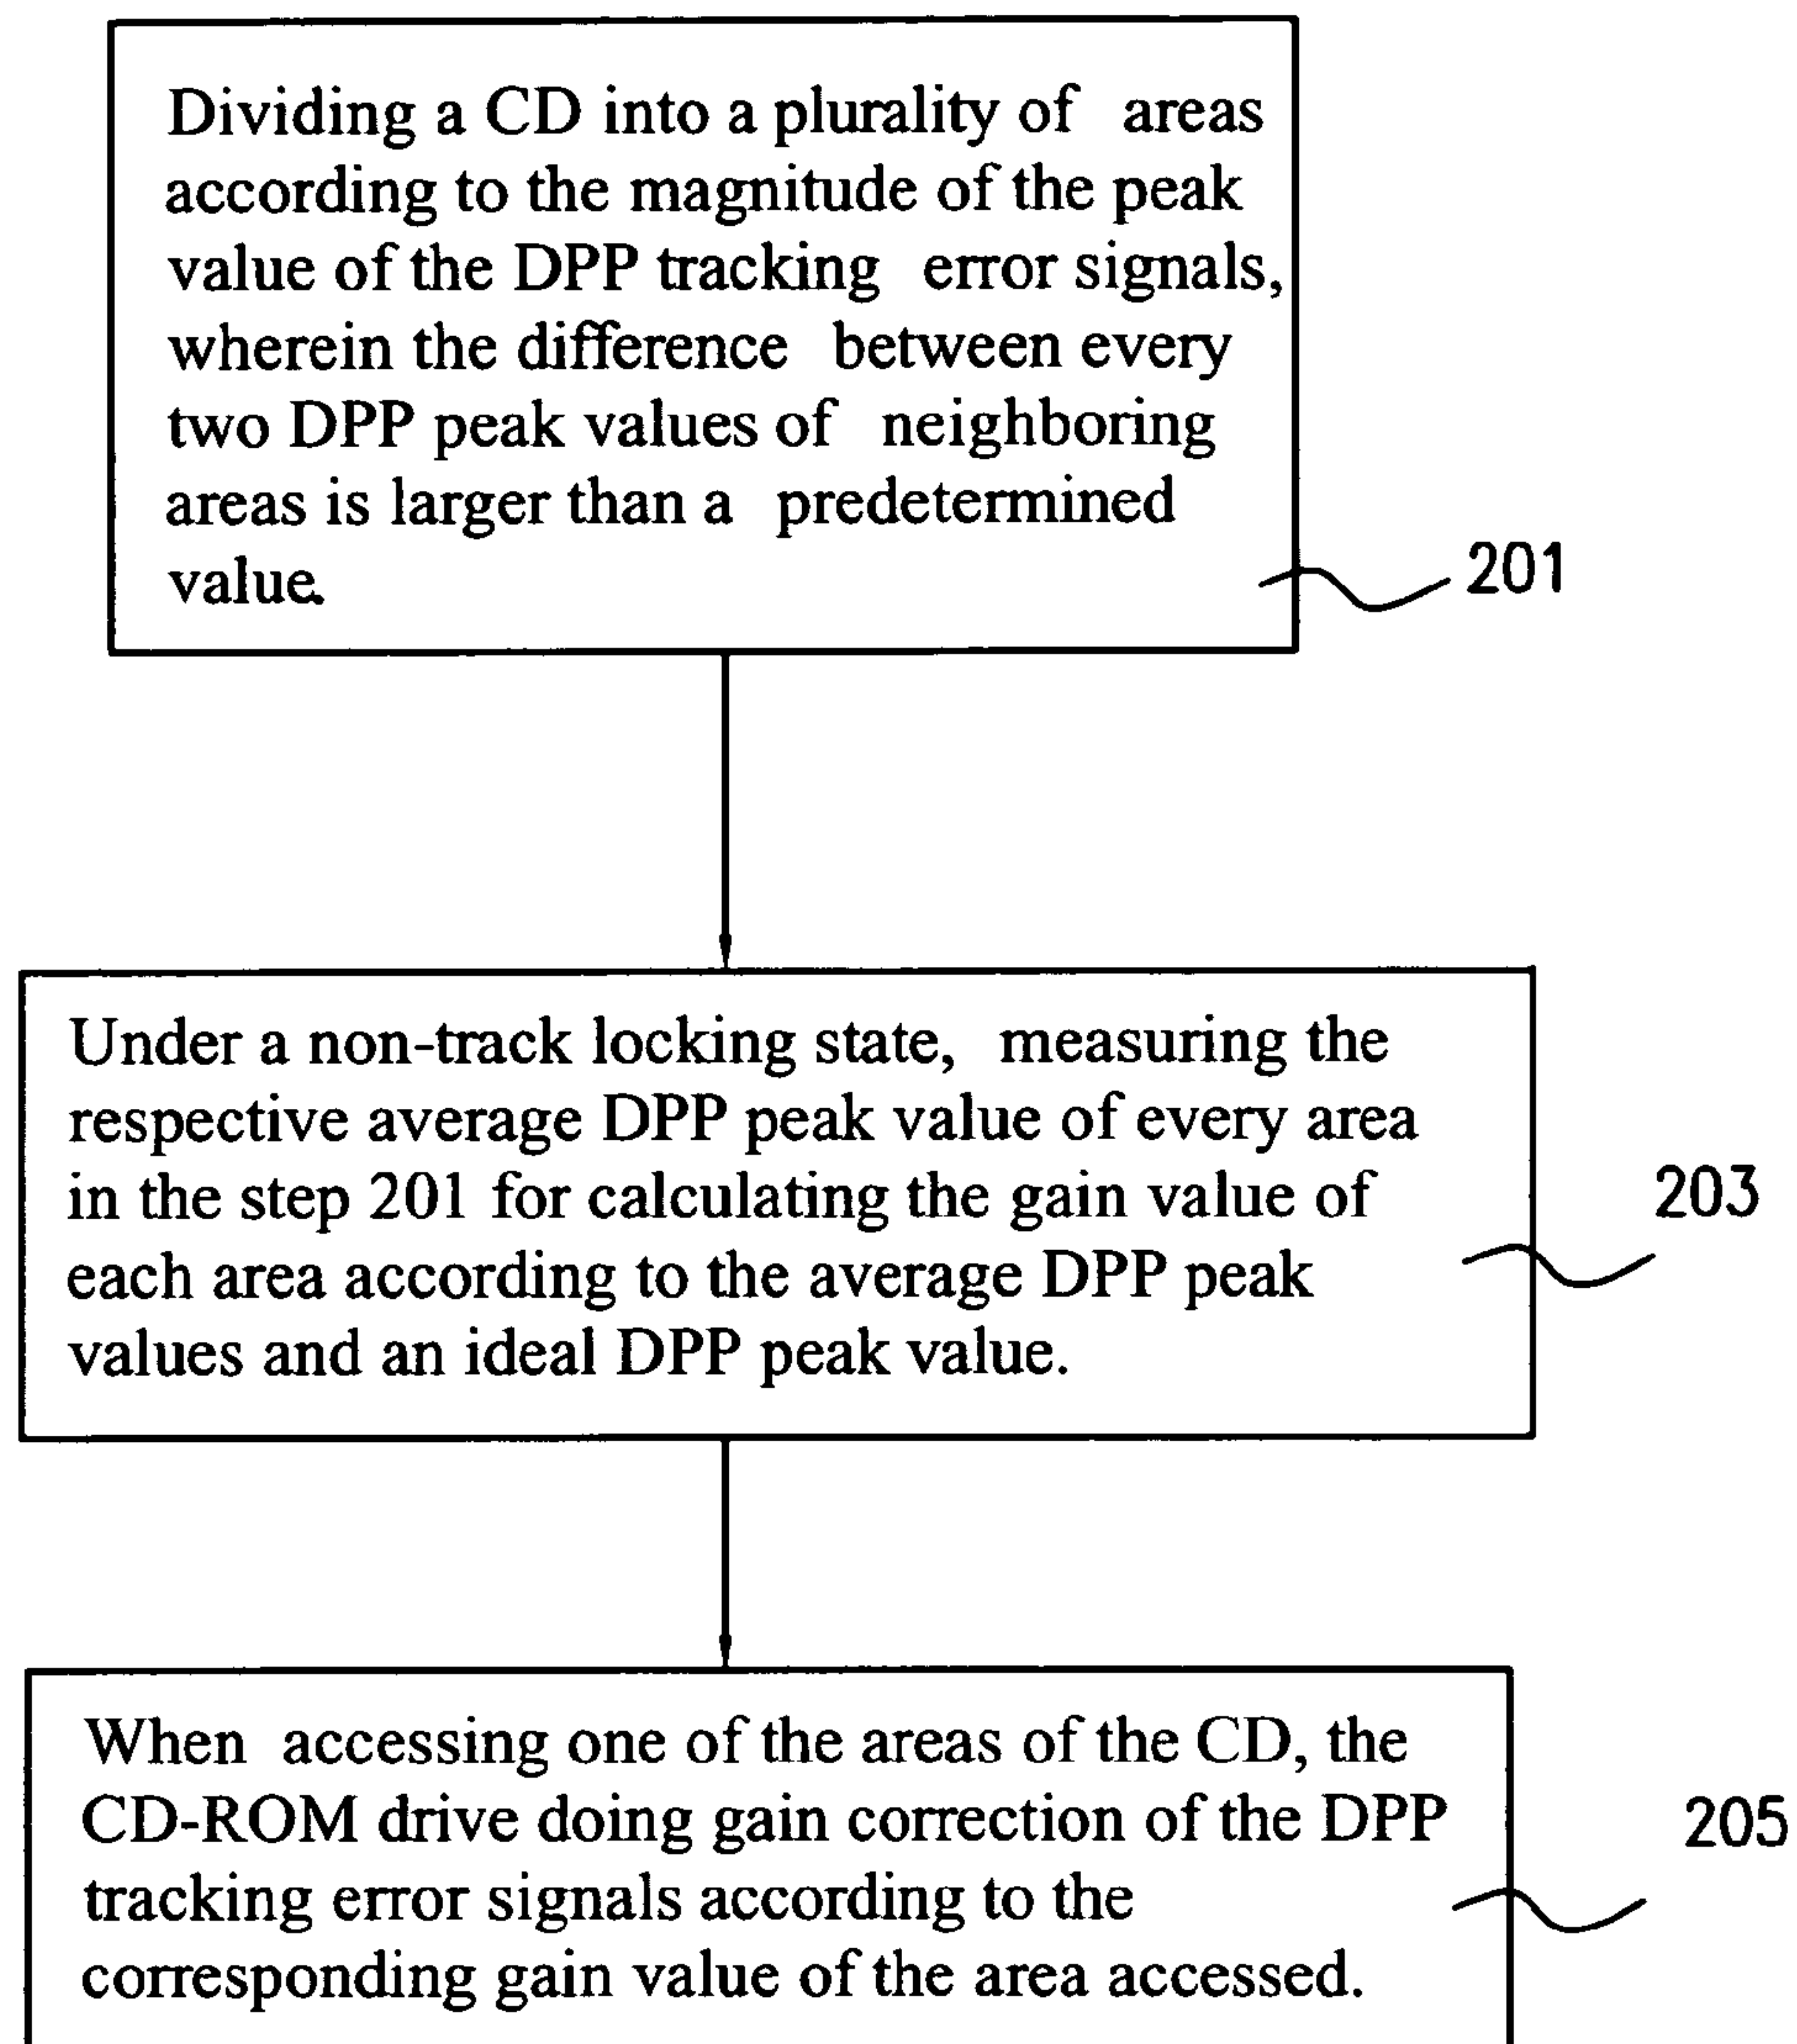 Dividing a CD into a plurality of areas
according to the magnitude of the peak
value of the DPP tracking error signals,
wherein the difference between every
two DPP peak values of neighboring
areas is larger than a predetermined
value.
201
Under a non-track locking state, measuring the
respective average DPP peak value of every area
in the step 201 for calculating the gain value of
each area according to the average DPP peak
values and an ideal DPP peak value.
203
When accessing one of the areas of the CD, the
CD-ROM drive doing gain correction of the DPP
tracking error signals according to the
corresponding gain value of the area accessed.
205